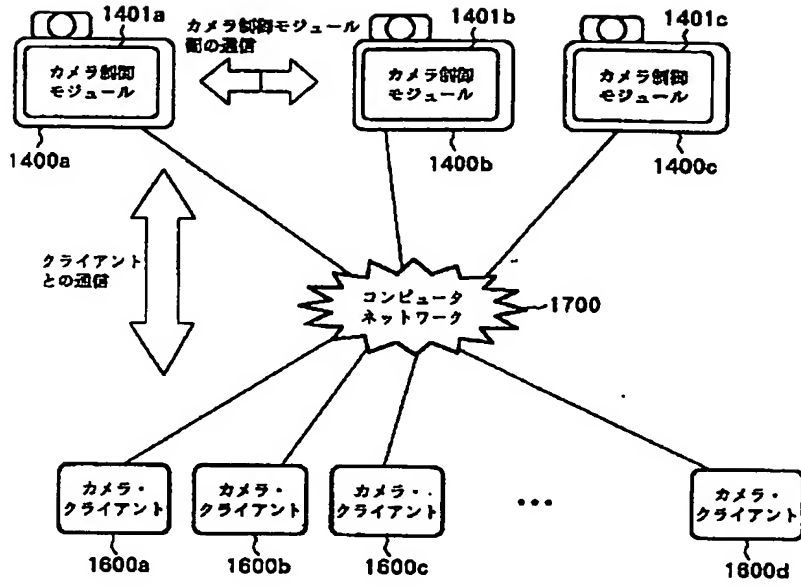 1401a
カメラ制御モジュール
間の通信
1401b
1401c
カメラ制御
モジュール
カメラ制御
モジュール
カメラ制御
モジュール
1400a
1400b
1400c
クライアント
との通信
コンピュータ
ネットワーク
1700
カメラ・
クライアント
カメラ・
クライアント
カメラ・
クライアント
...
カメラ・
クライアント
1600a
1600b
1600c
1600d